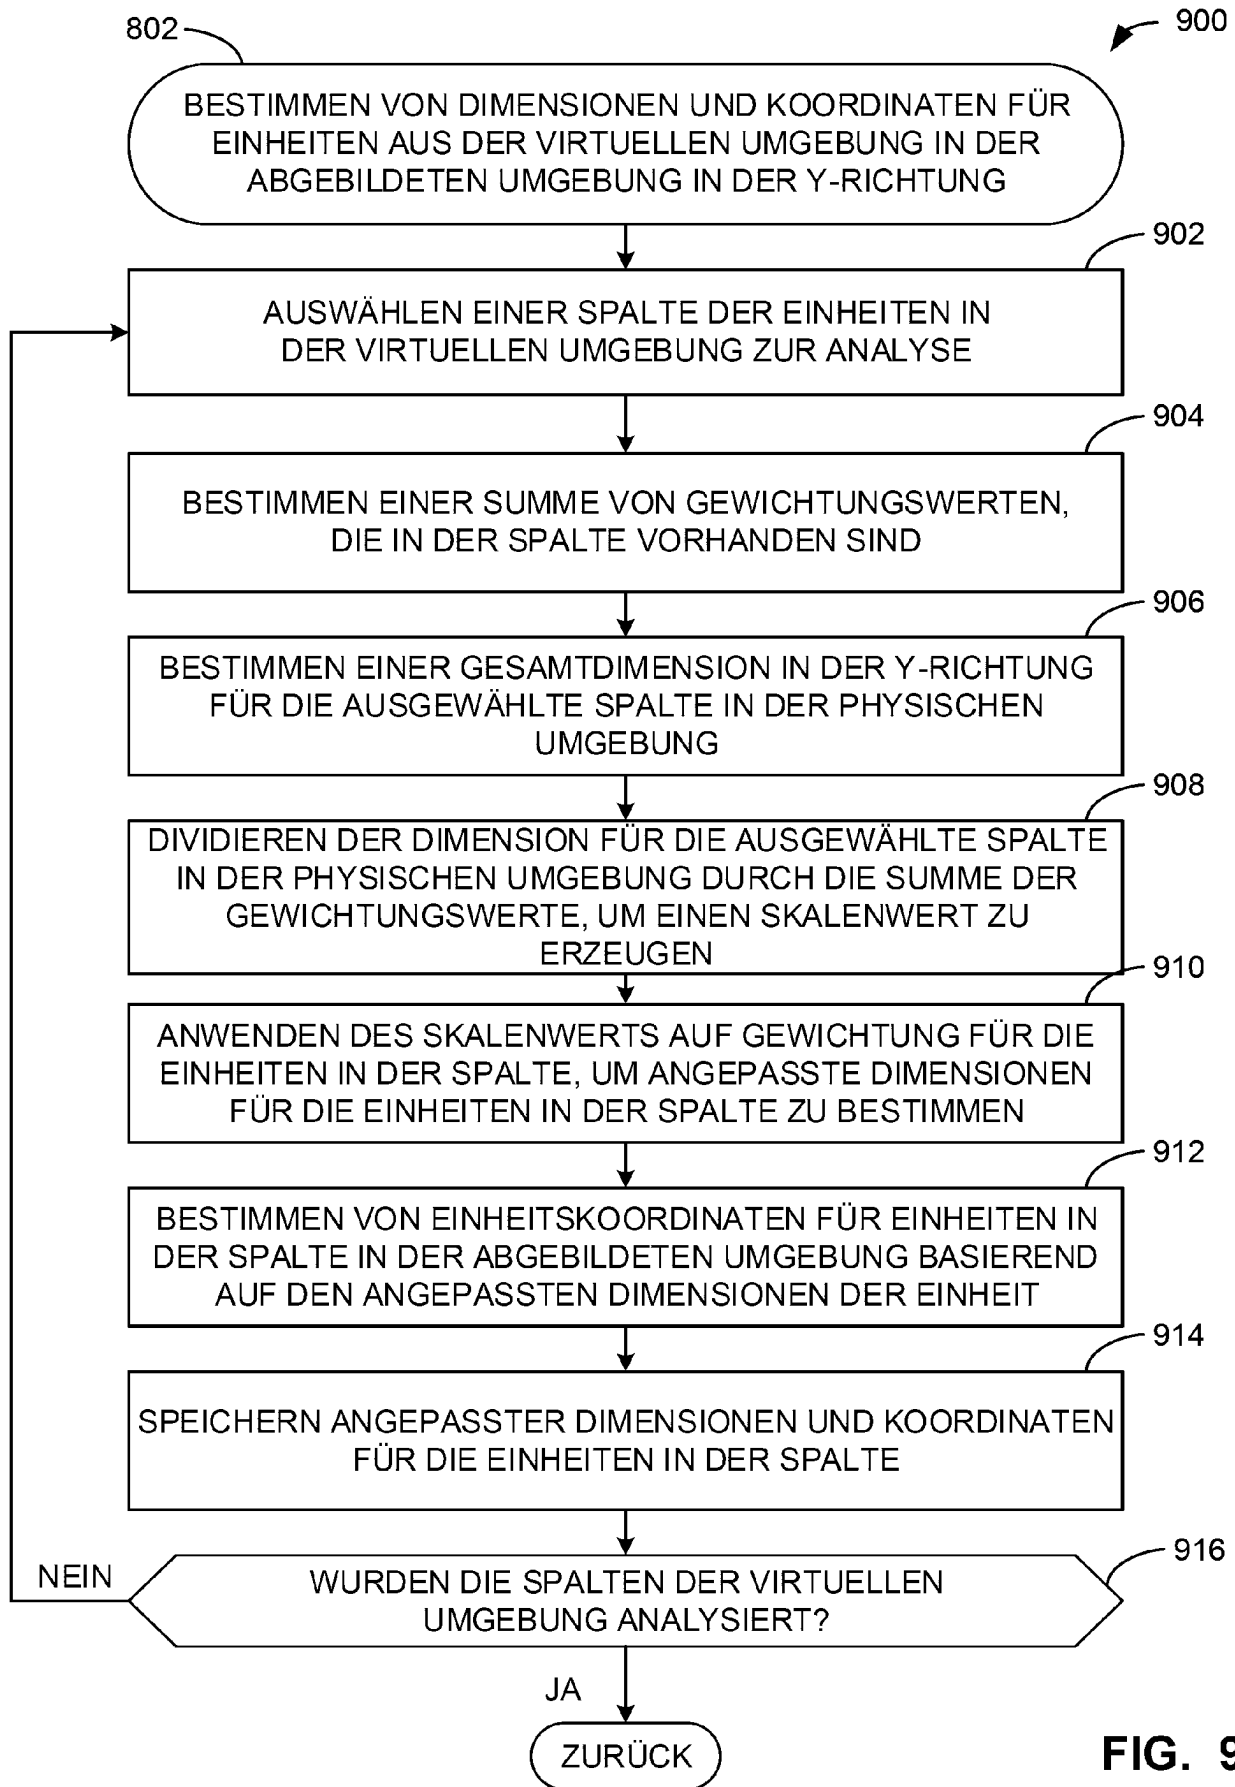 802
900
BESTIMMEN VON DIMENSIONEN UND KOORDINATEN FÜR
EINHEITEN AUS DER VIRTUELLEN UMGEBUNG IN DER
ABGEBILDETEN UMGEBUNG IN DER Y-RICHTUNG
902
AUSWÄHLEN EINER SPALTE DER EINHEITEN IN
DER VIRTUELLEN UMGEBUNG ZUR ANALYSE
904
BESTIMMEN EINER SUMME VON GEWICHTUNGSWERTEN,
DIE IN DER SPALTE VORHANDEN SIND
906
BESTIMMEN EINER GESAMTDIMENSION IN DER Y-RICHTUNG
FÜR DIE AUSGEWÄHLTE SPALTE IN DER PHYSISCHEN
UMGEBUNG
908
DIVIDIEREN DER DIMENSION FÜR DIE AUSGEWÄHLTE SPALTE
IN DER PHYSISCHEN UMGEBUNG DURCH DIE SUMME DER
GEWICHTUNGSWERTE, UM EINEN SKALENWERT ZU
ERZEUGEN
910
ANWENDEN DES SKALENWERTS AUF GEWICHTUNG FÜR DIE
EINHEITEN IN DER SPALTE, UM ANGEPASSTE DIMENSIONEN
FÜR DIE EINHEITEN IN DER SPALTE ZU BESTIMMEN
912
BESTIMMEN VON EINHEITSKOORDINATEN FÜR EINHEITEN IN
DER SPALTE IN DER ABGEBILDETEN UMGEBUNG BASIEREND
AUF DEN ANGEPASSTEN DIMENSIONEN DER EINHEIT
914
SPEICHERN ANGEPASSTER DIMENSIONEN UND KOORDINATEN
FÜR DIE EINHEITEN IN DER SPALTE
916
NEIN
WURDEN DIE SPALTEN DER VIRTUELLEN
UMGEBUNG ANALYSIERT?
JA
ZURÜCK
FIG. 9